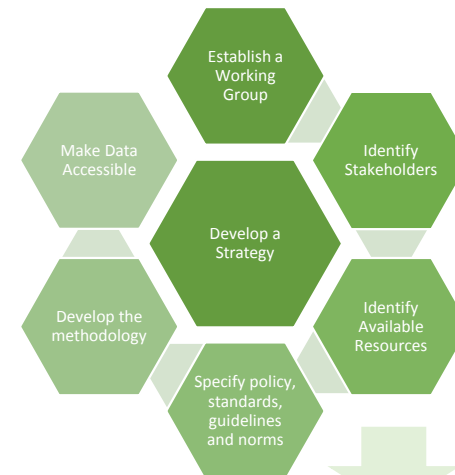 Establish a
Working
Group
Identify
Stakeholders
Identify
Available
Resources
Specify policy,
standards,
guidelines
and norms
Develop the
methodology
Make Data
Accessible
Develop a
Strategy